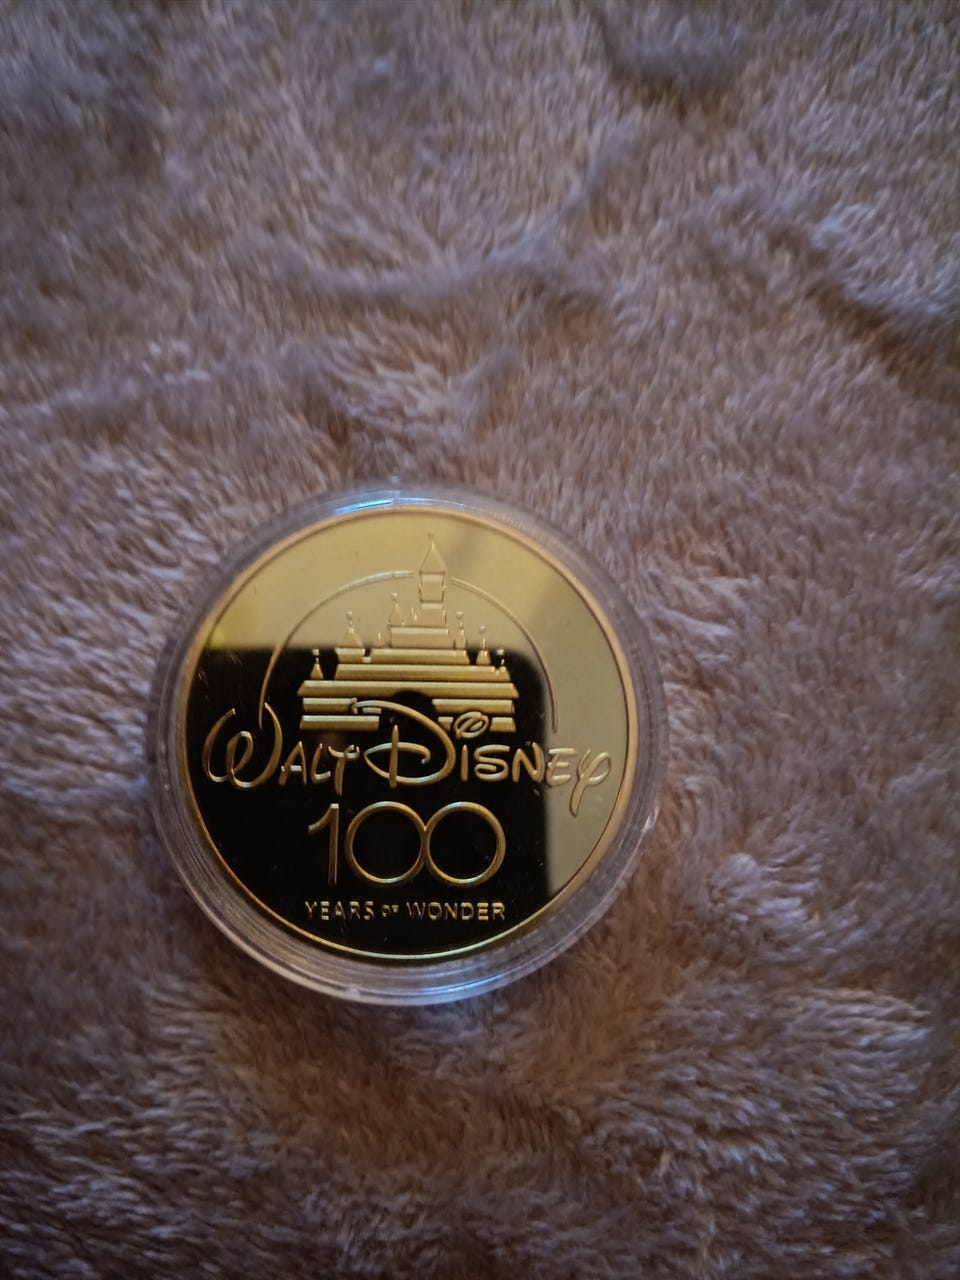 Walt Disney
100
YEARS OF WONDER